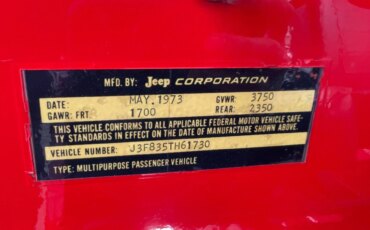 MFD. BY: Jeep CORPORATION
DATE: MAY.1973 GVWR: 3750
GAWR: FRT. 1700 REAR: 2350
THIS VEHICLE CONFORMS TO ALL APPLICABLE FEDERAL MOTOR VEHICLE SAFE-
TY STANDARDS IN EFFECT ON THE DATE OF MANUFACTURE SHOWN ABOVE.
VEHICLE NUMBER: J3F835TH61730
TYPE: MULTIPURPOSE PASSENGER VEHICLE